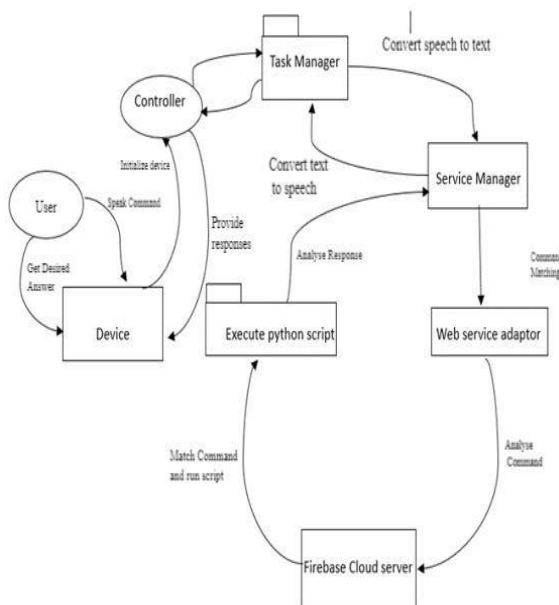 Convert speech to text
Task Manager
Controller
Initialize device
Convert text
to speech
Service Manager
User
Speak Command
Provide
responses
Analyse Response
Get Desired
Answer
Comman
Matching
Device
Execute python script
Web service adaptor
Match Command
and run script
Analyse
Command
Firebase Cloud server